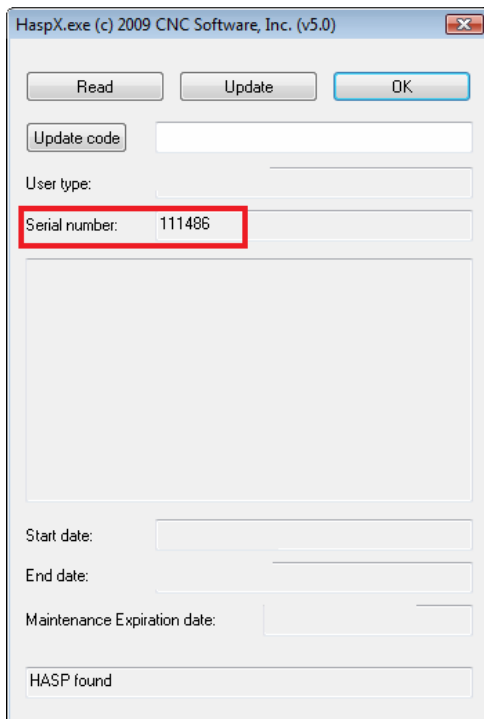 HaspX.exe (c) 2009 CNC Software, Inc. (v5.0)
Read Update OK
Update code
User type:
Serial number: 111486
Start date:
End date:
Maintenance Expiration date:
HASP found